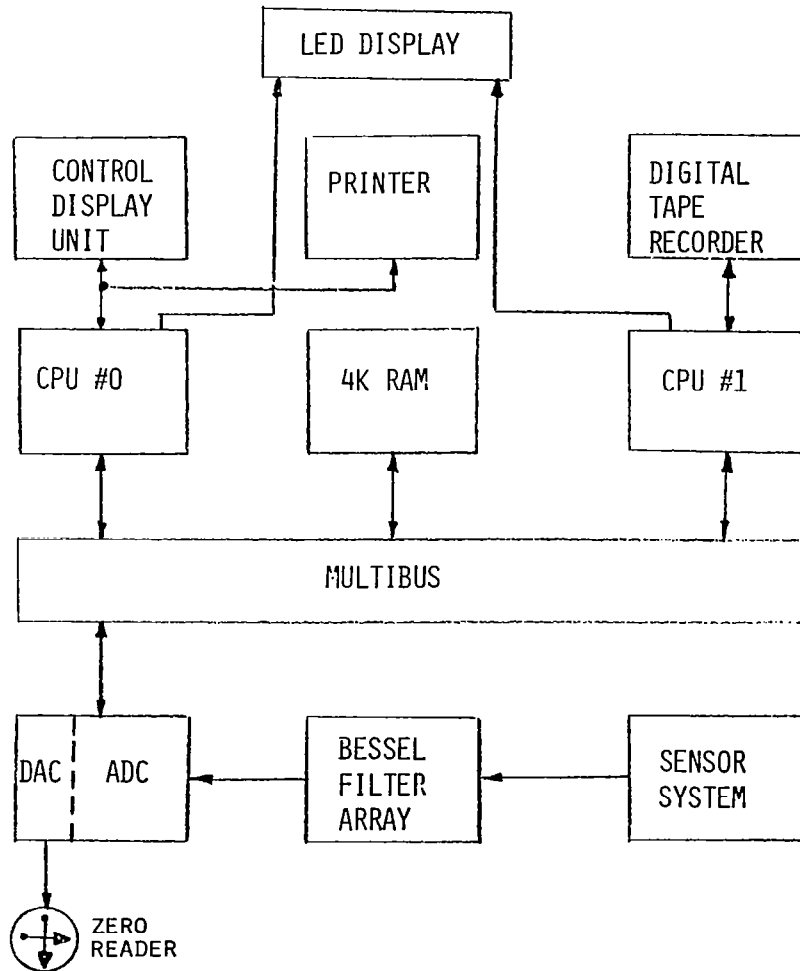 LED DISPLAY
CONTROL
DISPLAY
UNIT
PRINTER
DIGITAL
TAPE
RECORDER
CPU #0
4K RAM
CPU #1
MULTIBUS
DAC
ADC
BESSEL
FILTER
ARRAY
SENSOR
SYSTEM
ZERO
READER